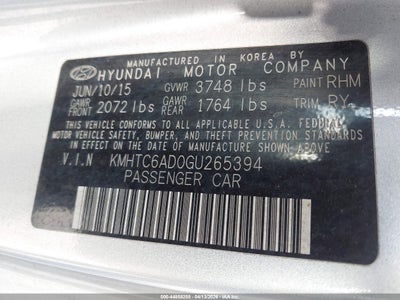 MANUFACTURED IN KOREA BY
HYUNDAI MOTOR COMPANY
JUN/10/15 GVWR 3748 lbs PAINT RHM
GAWR FRONT 2072 lbs GAWR REAR 1764 lbs TRIM RY
THIS VEHICLE CONFORMS TO ALL APPLICABLE U.S.A. FEDERAL
MOTOR VEHICLE SAFETY, BUMPER, AND THEFT PREVENTION STANDARDS
IN EFFECT ON THE DATE OF MANUFACTURE SHOWN ABOVE.
V.I.N KMHTC6AD0GU265394
PASSENGER CAR